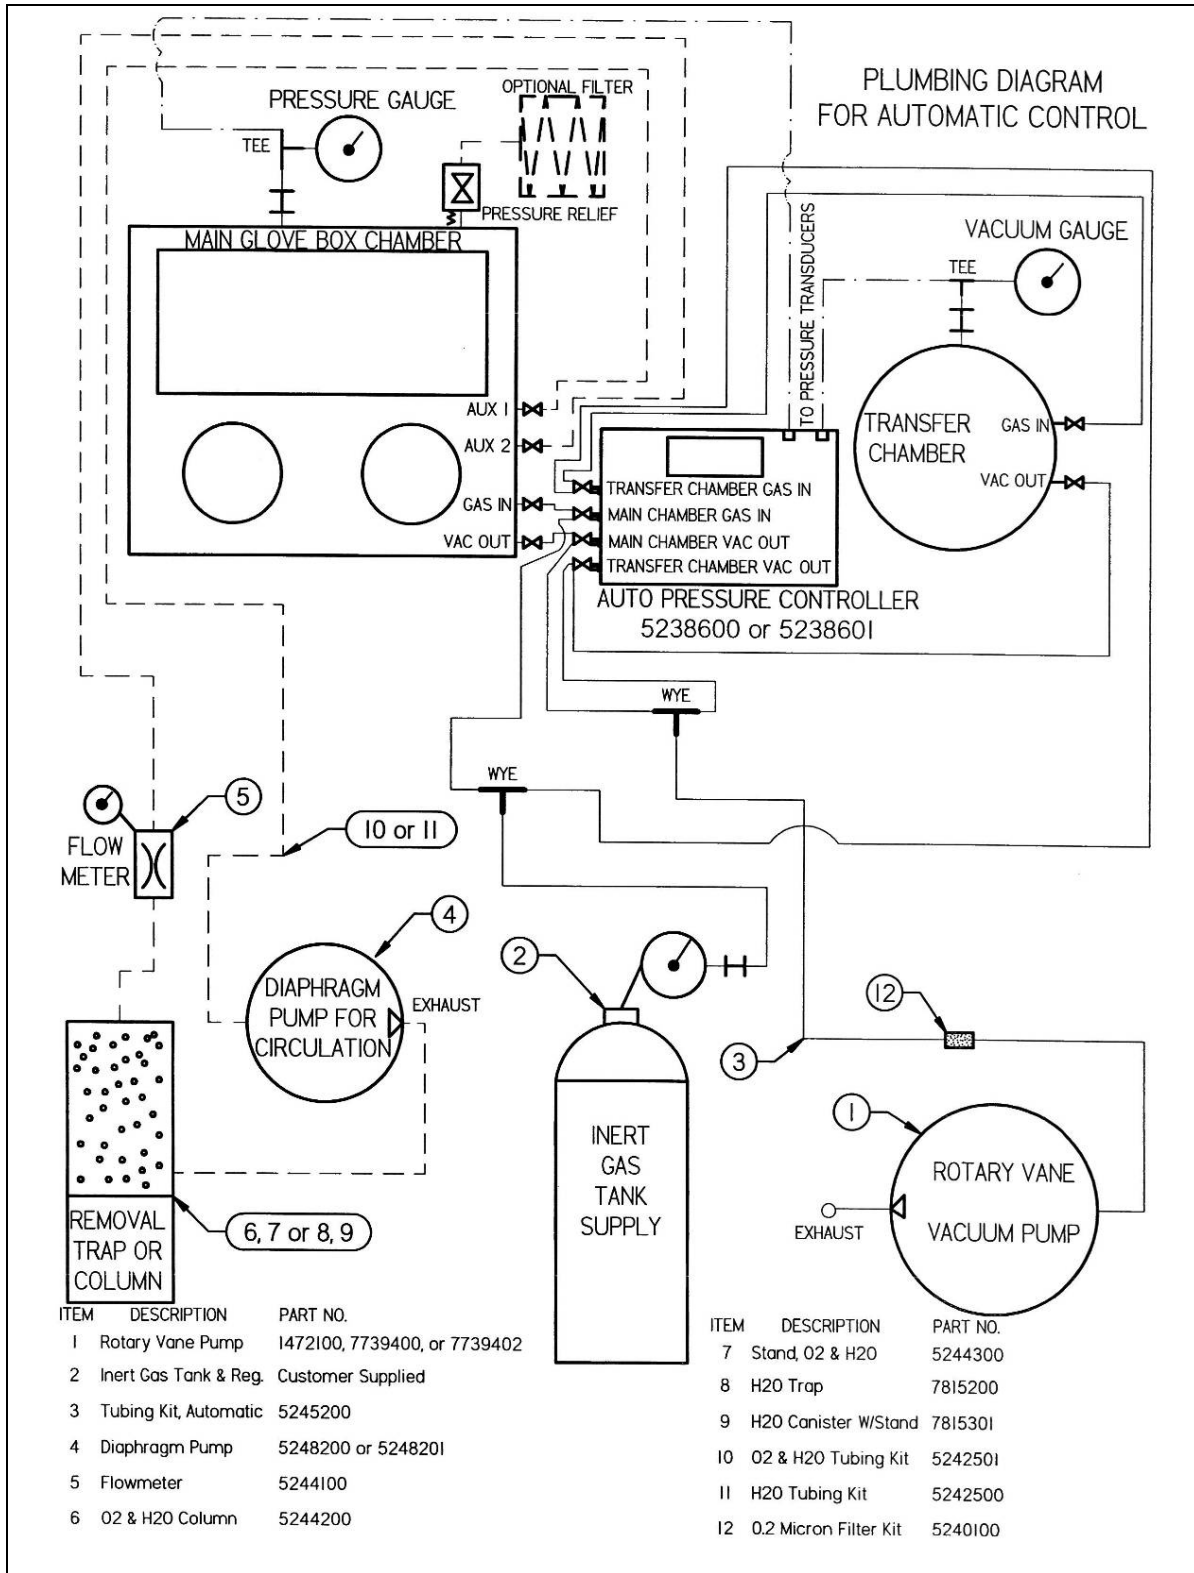 PLUMBING DIAGRAM
FOR AUTOMATIC CONTROL
OPTIONAL FILTER
PRESSURE GAUGE
TEE
PRESSURE RELIEF
MAIN GLOVE BOX CHAMBER
TO PRESSURE TRANSDUCERS
VACUUM GAUGE
TEE
AUX 1
AUX 2
GAS IN
VAC OUT
TRANSFER
CHAMBER
GAS IN
VAC OUT
TRANSFER CHAMBER GAS IN
MAIN CHAMBER GAS IN
MAIN CHAMBER VAC OUT
TRANSFER CHAMBER VAC OUT
AUTO PRESSURE CONTROLLER
5238600 or 5238601
WYE
WYE
5
FLOW
METER
10 or 11
4
DIAPHRAGM
PUMP FOR
CIRCULATION
EXHAUST
2
12
3
1
INERT
GAS
TANK
SUPPLY
ROTARY VANE
VACUUM PUMP
EXHAUST
REMOVAL
TRAP OR
COLUMN
6, 7 or 8, 9
ITEM DESCRIPTION PART NO.
1 Rotary Vane Pump 1472100, 7739400, or 7739402
2 Inert Gas Tank & Reg. Customer Supplied
3 Tubing Kit, Automatic 5245200
4 Diaphragm Pump 5248200 or 5248201
5 Flowmeter 5244100
6 O2 & H2O Column 5244200
ITEM DESCRIPTION PART NO.
7 Stand, O2 & H2O 5244300
8 H2O Trap 7815200
9 H2O Canister W/Stand 7815301
10 O2 & H2O Tubing Kit 5242501
11 H2O Tubing Kit 5242500
12 0.2 Micron Filter Kit 5240100